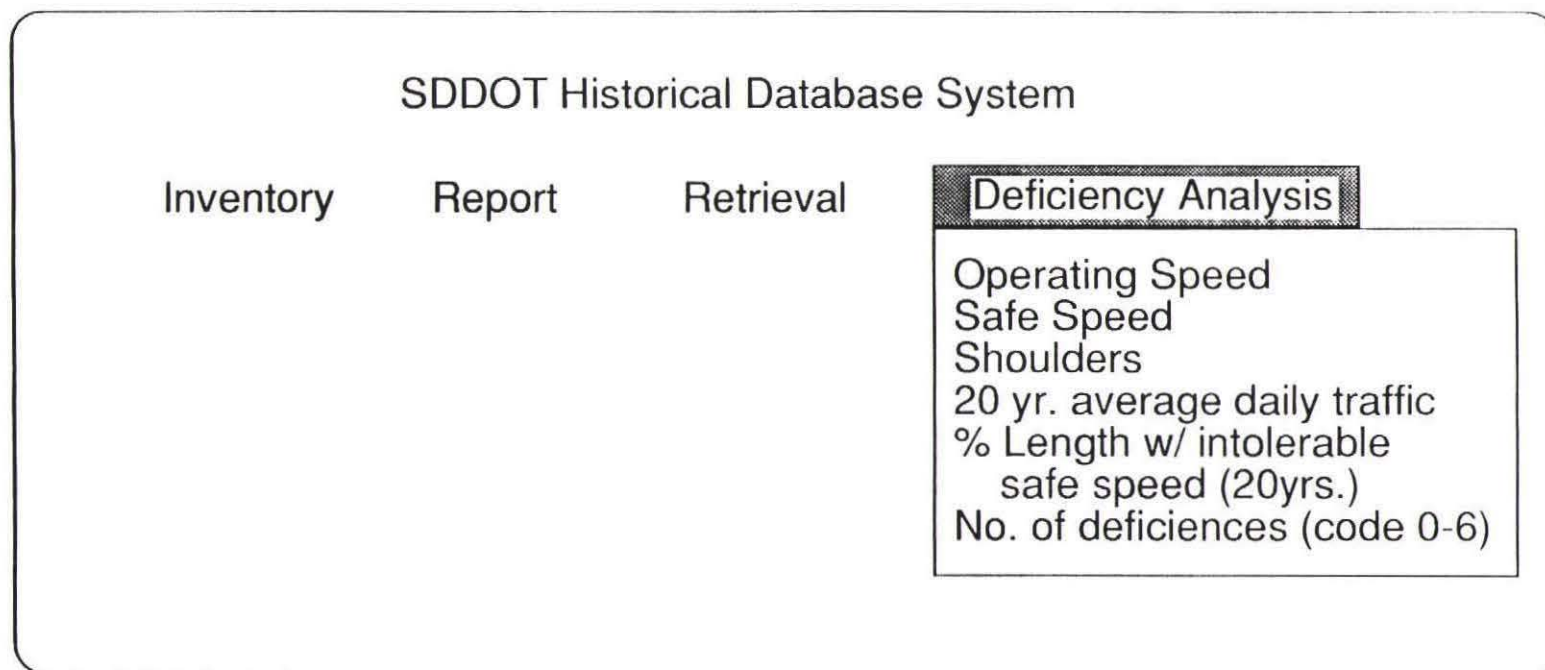 SDDOT Historical Database System
Inventory Report Retrieval Deficiency Analysis
Operating Speed
Safe Speed
Shoulders
20 yr. average daily traffic
% Length w/ intolerable
safe speed (20yrs.)
No. of deficiences (code 0-6)